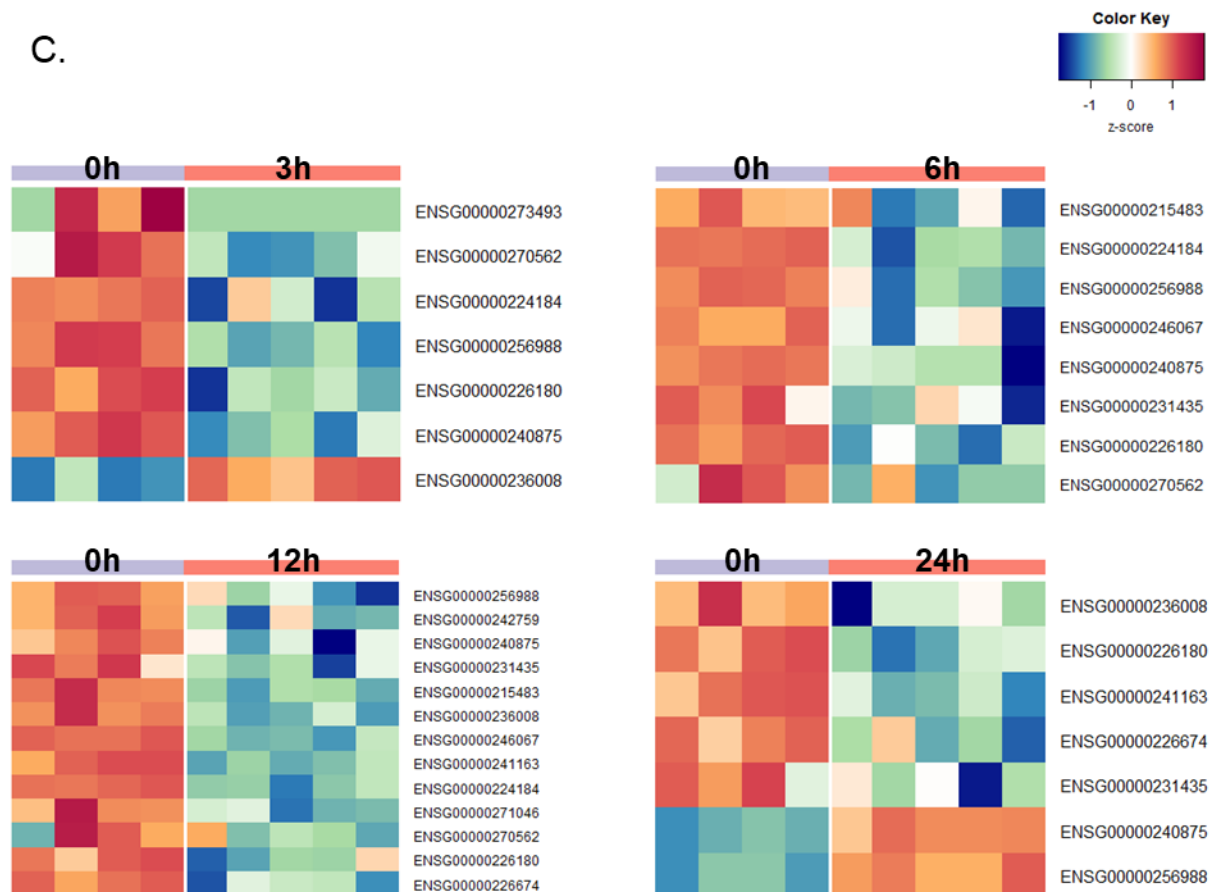 C.
Color Key
-1 0 1
z-score
0h 3h
ENSG00000273493
ENSG00000270562
ENSG00000224184
ENSG00000256988
ENSG00000226180
ENSG00000240875
ENSG00000236008
0h 6h
ENSG00000215483
ENSG00000224184
ENSG00000256988
ENSG00000246067
ENSG00000240875
ENSG00000231435
ENSG00000226180
ENSG00000270562
0h 12h
ENSG00000256988
ENSG00000242759
ENSG00000240875
ENSG00000231435
ENSG00000215483
ENSG00000236008
ENSG00000246067
ENSG00000241163
ENSG00000224184
ENSG00000271046
ENSG00000270562
ENSG00000226180
ENSG00000226674
0h 24h
ENSG00000236008
ENSG00000226180
ENSG00000241163
ENSG00000226674
ENSG00000231435
ENSG00000240875
ENSG00000256988